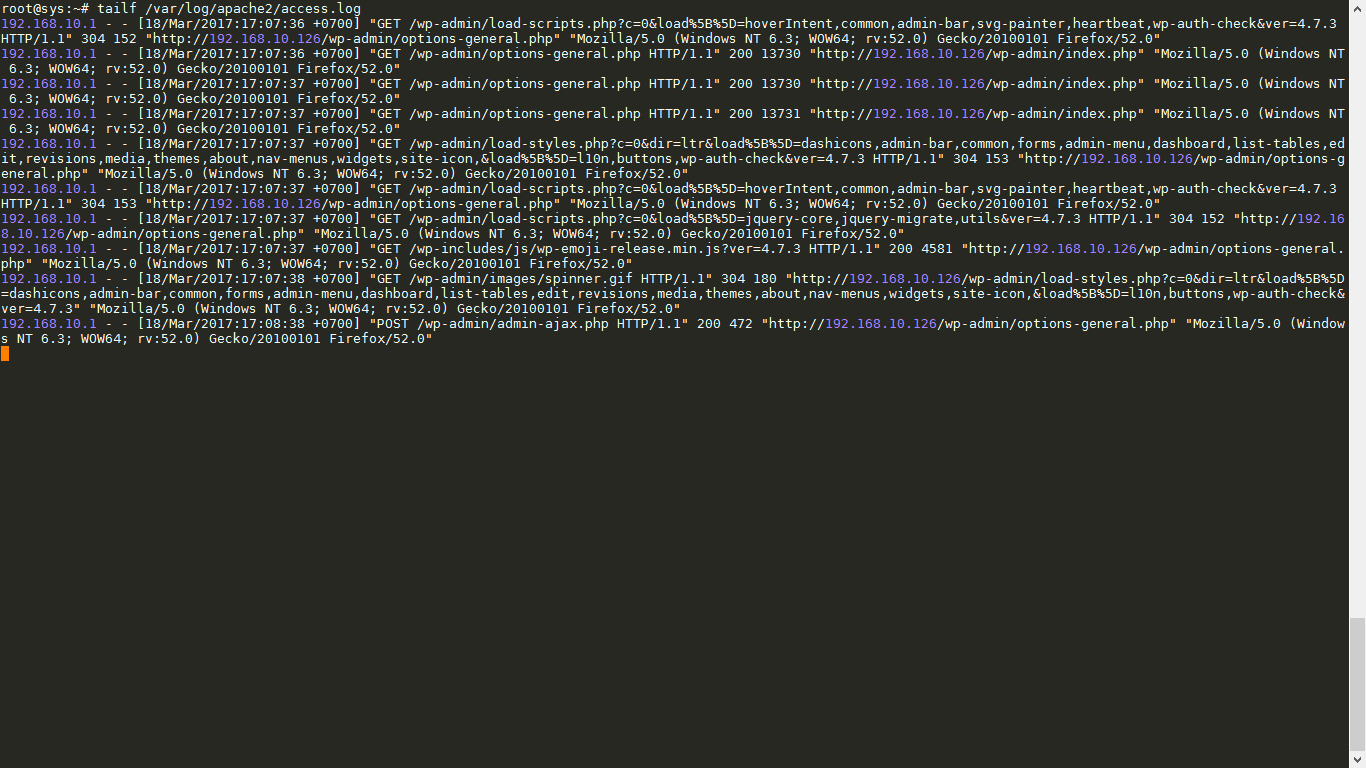 root@sys:~# tailf /var/log/apache2/access.log
192.168.10.1 - - [18/Mar/2017:17:07:36 +0700] "GET /wp-admin/load-scripts.php?c=0&load%5B%5D=hoverIntent,common,admin-bar,svg-painter,heartbeat,wp-auth-check&ver=4.7.3
HTTP/1.1" 304 152 "http://192.168.10.126/wp-admin/options-general.php" "Mozilla/5.0 (Windows NT 6.3; WOW64; rv:52.0) Gecko/20100101 Firefox/52.0"
192.168.10.1 - - [18/Mar/2017:17:07:36 +0700] "GET /wp-admin/options-general.php HTTP/1.1" 200 13730 "http://192.168.10.126/wp-admin/index.php" "Mozilla/5.0 (Windows NT
6.3; WOW64; rv:52.0) Gecko/20100101 Firefox/52.0"
192.168.10.1 - - [18/Mar/2017:17:07:37 +0700] "GET /wp-admin/options-general.php HTTP/1.1" 200 13730 "http://192.168.10.126/wp-admin/index.php" "Mozilla/5.0 (Windows NT
6.3; WOW64; rv:52.0) Gecko/20100101 Firefox/52.0"
192.168.10.1 - - [18/Mar/2017:17:07:37 +0700] "GET /wp-admin/options-general.php HTTP/1.1" 200 13731 "http://192.168.10.126/wp-admin/index.php" "Mozilla/5.0 (Windows NT
6.3; WOW64; rv:52.0) Gecko/20100101 Firefox/52.0"
192.168.10.1 - - [18/Mar/2017:17:07:37 +0700] "GET /wp-admin/load-styles.php?c=0&dir=ltr&load%5B%5D=dashicons,admin-bar,common,forms,admin-menu,dashboard,list-tables,ed
it,revisions,media,themes,about,nav-menus,widgets,site-icon,&load%5B%5D=l10n,buttons,wp-auth-check&ver=4.7.3 HTTP/1.1" 304 153 "http://192.168.10.126/wp-admin/options-g
eneral.php" "Mozilla/5.0 (Windows NT 6.3; WOW64; rv:52.0) Gecko/20100101 Firefox/52.0"
192.168.10.1 - - [18/Mar/2017:17:07:37 +0700] "GET /wp-admin/load-scripts.php?c=0&load%5B%5D=hoverIntent,common,admin-bar,svg-painter,heartbeat,wp-auth-check&ver=4.7.3
HTTP/1.1" 304 153 "http://192.168.10.126/wp-admin/options-general.php" "Mozilla/5.0 (Windows NT 6.3; WOW64; rv:52.0) Gecko/20100101 Firefox/52.0"
192.168.10.1 - - [18/Mar/2017:17:07:37 +0700] "GET /wp-admin/load-scripts.php?c=0&load%5B%5D=jquery-core,jquery-migrate,utils&ver=4.7.3 HTTP/1.1" 304 152 "http://192.16
8.10.126/wp-admin/options-general.php" "Mozilla/5.0 (Windows NT 6.3; WOW64; rv:52.0) Gecko/20100101 Firefox/52.0"
192.168.10.1 - - [18/Mar/2017:17:07:37 +0700] "GET /wp-includes/js/wp-emoji-release.min.js?ver=4.7.3 HTTP/1.1" 200 4581 "http://192.168.10.126/wp-admin/options-general.
php" "Mozilla/5.0 (Windows NT 6.3; WOW64; rv:52.0) Gecko/20100101 Firefox/52.0"
192.168.10.1 - - [18/Mar/2017:17:07:38 +0700] "GET /wp-admin/images/spinner.gif HTTP/1.1" 304 180 "http://192.168.10.126/wp-admin/load-styles.php?c=0&dir=ltr&load%5B%5D
=dashicons,admin-bar,common,forms,admin-menu,dashboard,list-tables,edit,revisions,media,themes,about,nav-menus,widgets,site-icon,&load%5B%5D=l10n,buttons,wp-auth-check&
ver=4.7.3" "Mozilla/5.0 (Windows NT 6.3; WOW64; rv:52.0) Gecko/20100101 Firefox/52.0"
192.168.10.1 - - [18/Mar/2017:17:08:38 +0700] "POST /wp-admin/admin-ajax.php HTTP/1.1" 200 472 "http://192.168.10.126/wp-admin/options-general.php" "Mozilla/5.0 (Window
s NT 6.3; WOW64; rv:52.0) Gecko/20100101 Firefox/52.0"